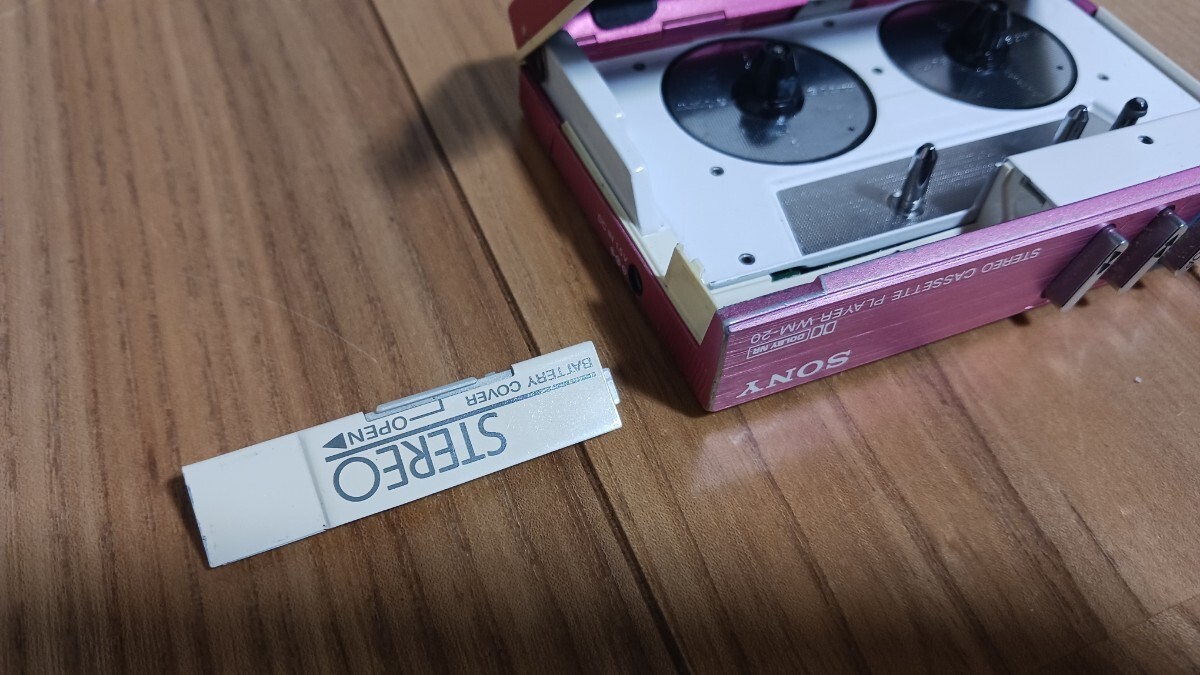 STEREO
OPEN
BATTERY COVER
SONY
DOLBY NR
STEREO CASSETTE PLAYER WM-20